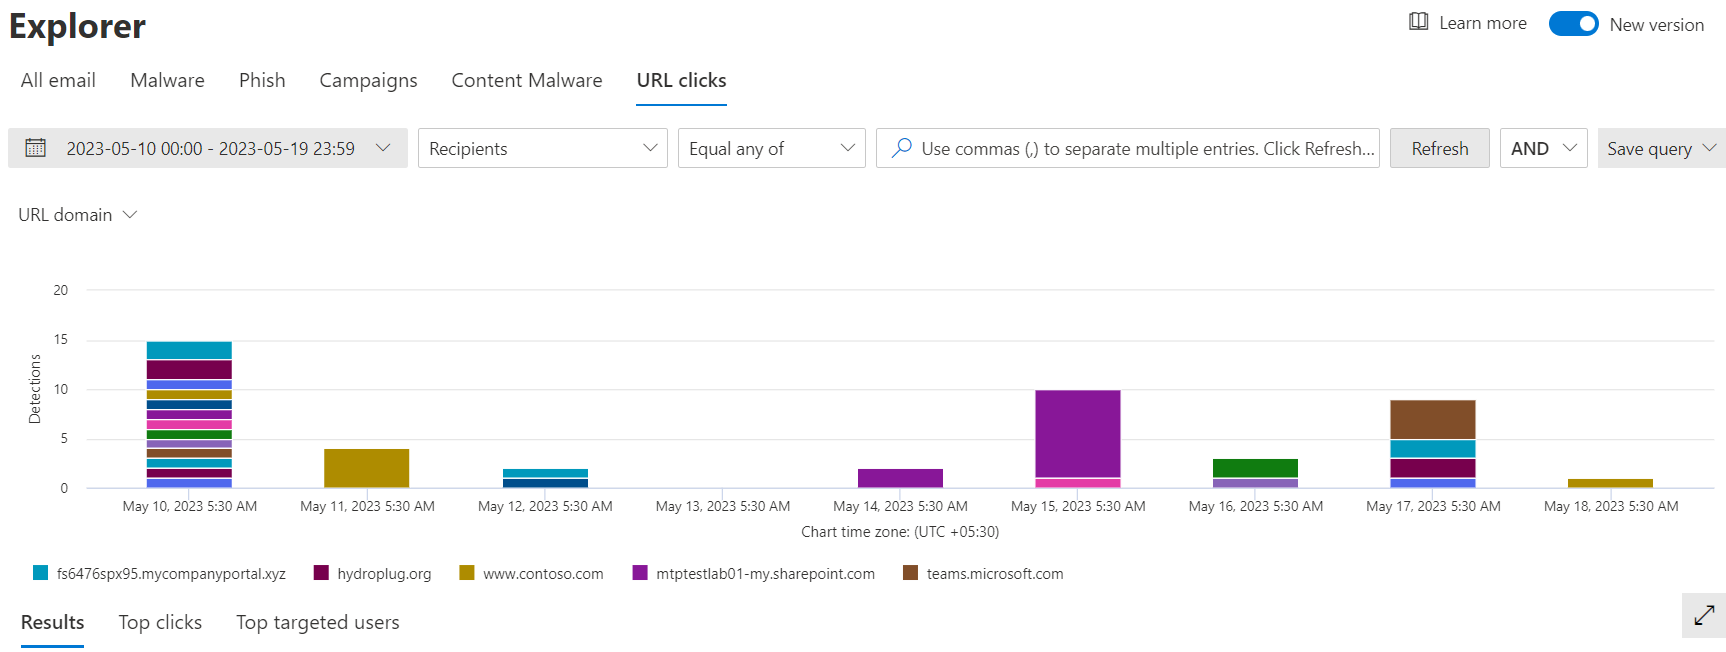 Explorer
Learn more
New version
All email
Malware
Phish
Campaigns
Content Malware
URL clicks
2023-05-10 00:00 - 2023-05-19 23:59
Recipients
Equal any of
Use commas (,) to separate multiple entries. Click Refresh...
Refresh
AND
Save query
URL domain
20
15
10
5
0
Detections
May 10, 2023 5:30 AM
May 11, 2023 5:30 AM
May 12, 2023 5:30 AM
May 13, 2023 5:30 AM
May 14, 2023 5:30 AM
May 15, 2023 5:30 AM
May 16, 2023 5:30 AM
May 17, 2023 5:30 AM
May 18, 2023 5:30 AM
Chart time zone: (UTC +05:30)
fs6476spx95.mycompanyportal.xyz
hydroplug.org
www.contoso.com
mtptestlab01-my.sharepoint.com
teams.microsoft.com
Results
Top clicks
Top targeted users